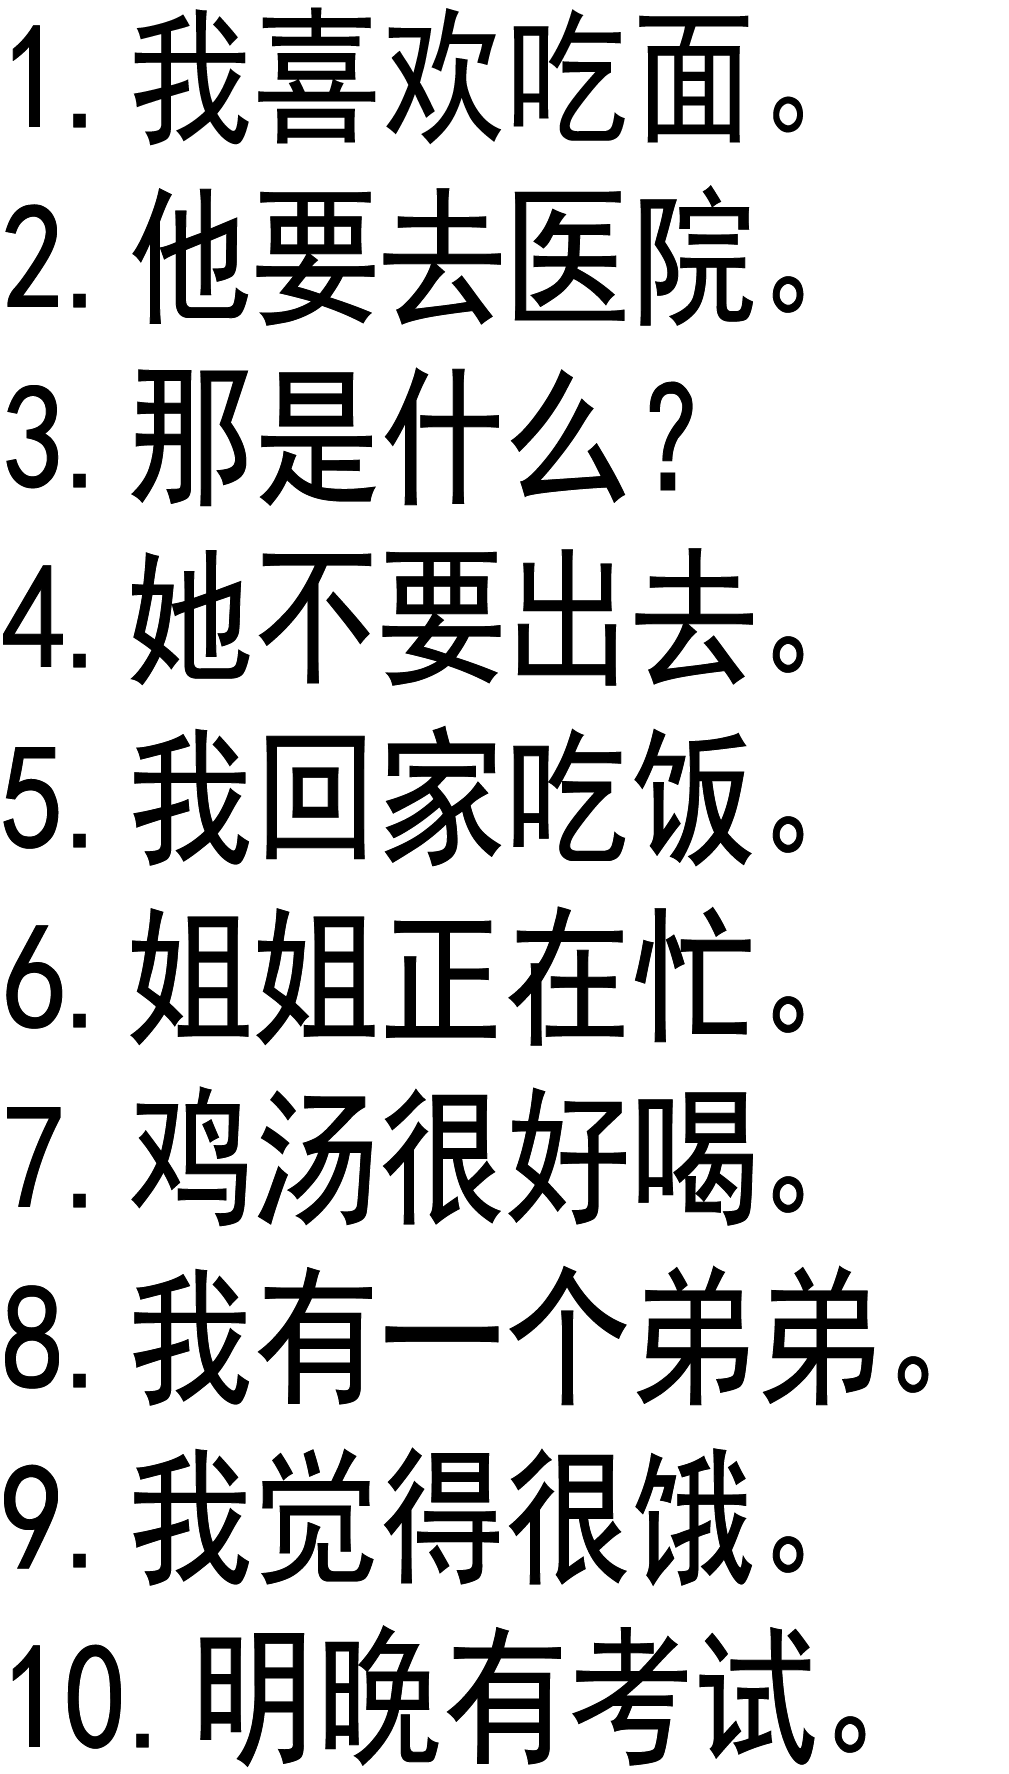 1.我喜欢吃面。
2.他要去医院。
3.那是什么?
4.她不要出去。
5.我回家吃饭。
6.姐姐正在忙。
7.鸡汤很好喝。
8.我有一个弟弟。
9.我觉得很饿。
10.明晚有考试。